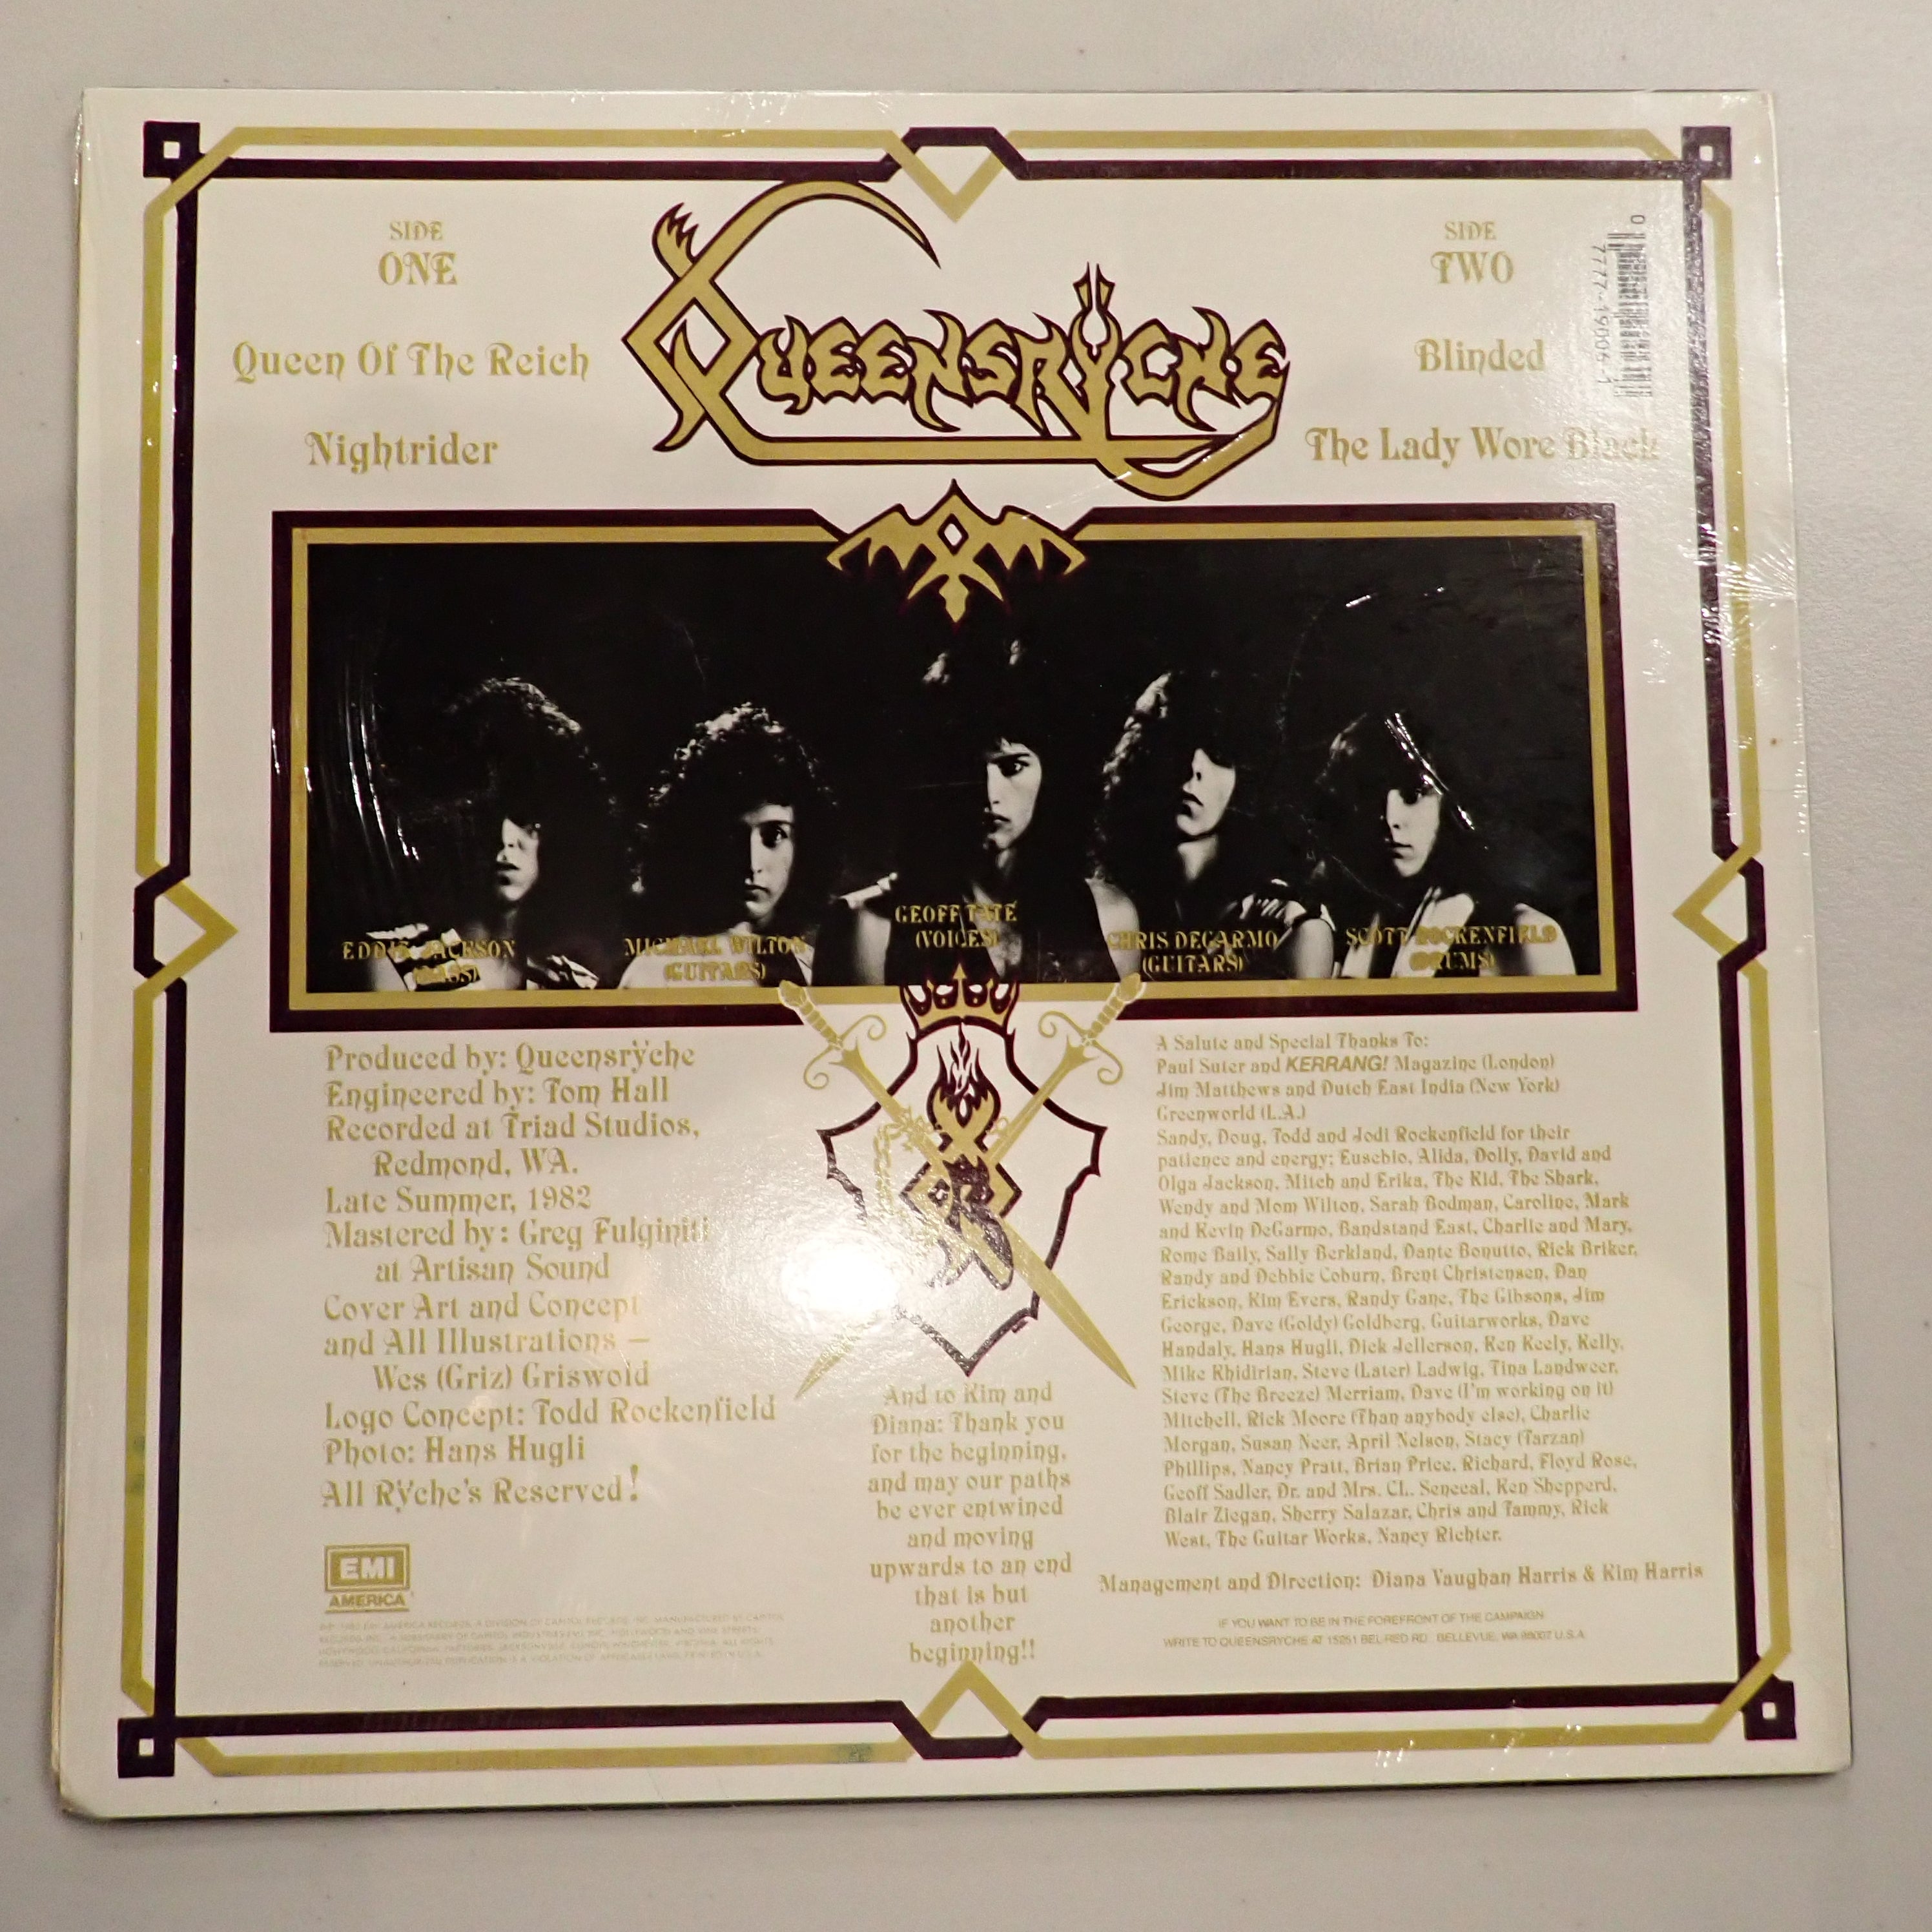 SIDE
ONE
Queen Of The Reich
Nightrider
QUEENSRŸCHE
SIDE
TWO
Blinded
The Lady Wore Black
0 7777-19006-1
EDDIE JACKSON
(BASS)
MICHAEL WILTON
(GUITARS)
GEOFF TATE
(VOICES)
CHRIS DEGARMO
(GUITARS)
SCOTT ROCKENFIELD
(DRUMS)
Produced by: Queensrÿche
Engineered by: Tom Hall
Recorded at Triad Studios,
Redmond, WA.
Late Summer, 1982
Mastered by: Greg Fulginiti
at Artisan Sound
Cover Art and Concept
and All Illustrations —
Wes (Griz) Griswold
Logo Concept: Todd Rockenfield
Photo: Hans Hugli
All Rÿche's Reserved!
EMI
AMERICA
And to Kim and
Diana: Thank you
for the beginning,
and may our paths
be ever entwined
and moving
upwards to an end
that is but
another
beginning!!
A Salute and Special Thanks To:
Paul Suter and KERRANG! Magazine (London)
Jim Matthews and Dutch East India (New York)
Greenworld (L.A.)
Sandy, Doug, Todd and Jodi Rockenfield for their
patience and energy; Eusebio, Alida, Dolly, David and
Olga Jackson, Mitch and Erika, The Kid, The Shark,
Wendy and Mom Wilton, Sarah Bodman, Caroline, Mark
and Kevin DeGarmo, Bandstand East, Charlie and Mary,
Rome Baily, Sally Berkland, Dante Bonutto, Rick Briker,
Randy and Debbie Coburn, Brent Christensen, Dan
Erickson, Kim Evers, Randy Gane, The Gibsons, Jim
George, Dave (Goldy) Goldberg, Guitarworks, Dave
Handaly, Hans Hugli, Dick Jellerson, Ken Keely, Kelly,
Mike Khidirian, Steve (Later) Ladwig, Tina Landweer,
Steve (The Breeze) Merriam, Dave (I'm working on it)
Mitchell, Rick Moore (Than anybody else), Charlie
Morgan, Susan Neer, April Nelson, Stacy (Tarzan)
Phillips, Nancy Pratt, Brian Price, Richard, Floyd Rose,
Geoff Sadler, Dr. and Mrs. CL. Senecal, Ken Shepperd,
Blair Ziegan, Sherry Salazar, Chris and Tammy, Rick
West, The Guitar Works, Nancy Richter.
Management and Direction: Diana Vaughan Harris & Kim Harris
IF YOU WANT TO BE IN THE FOREFRONT OF THE CAMPAIGN
WRITE TO QUEENSRYCHE AT 15251 BEL-RED RD. BELLEVUE, WA 98007 U.S.A.